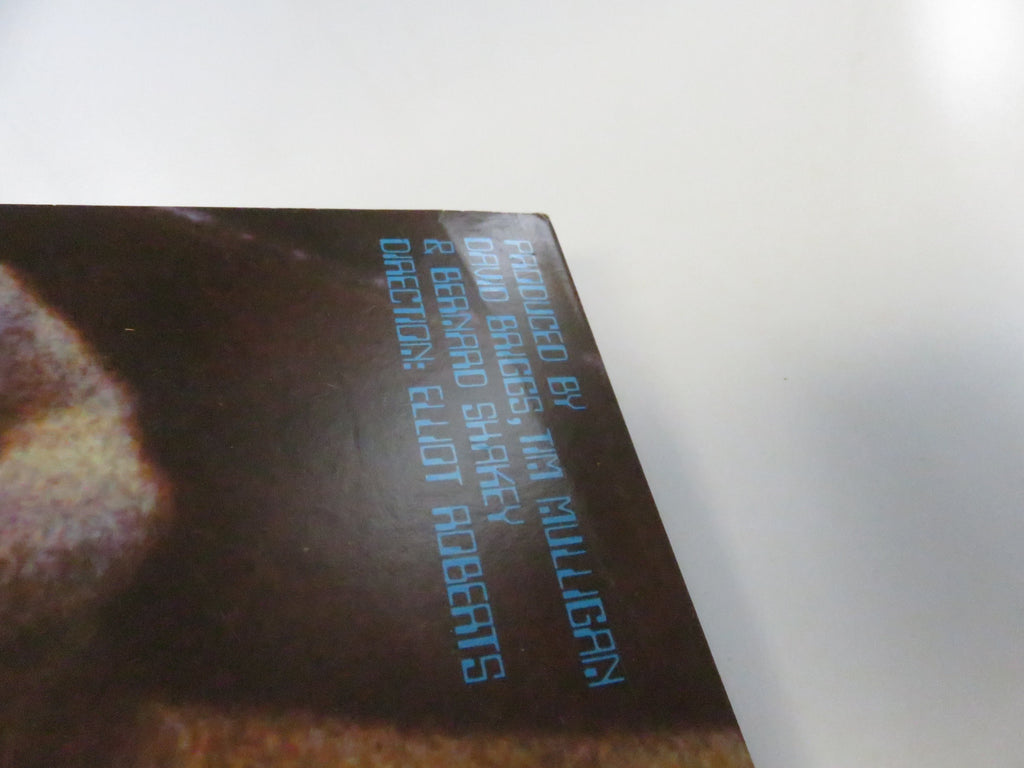 PRODUCED BY
DAVID BRIGGS, TIM MULLIGAN
& BERNARD SHAKEY
DIRECTION: ELLIOT ROBERTS